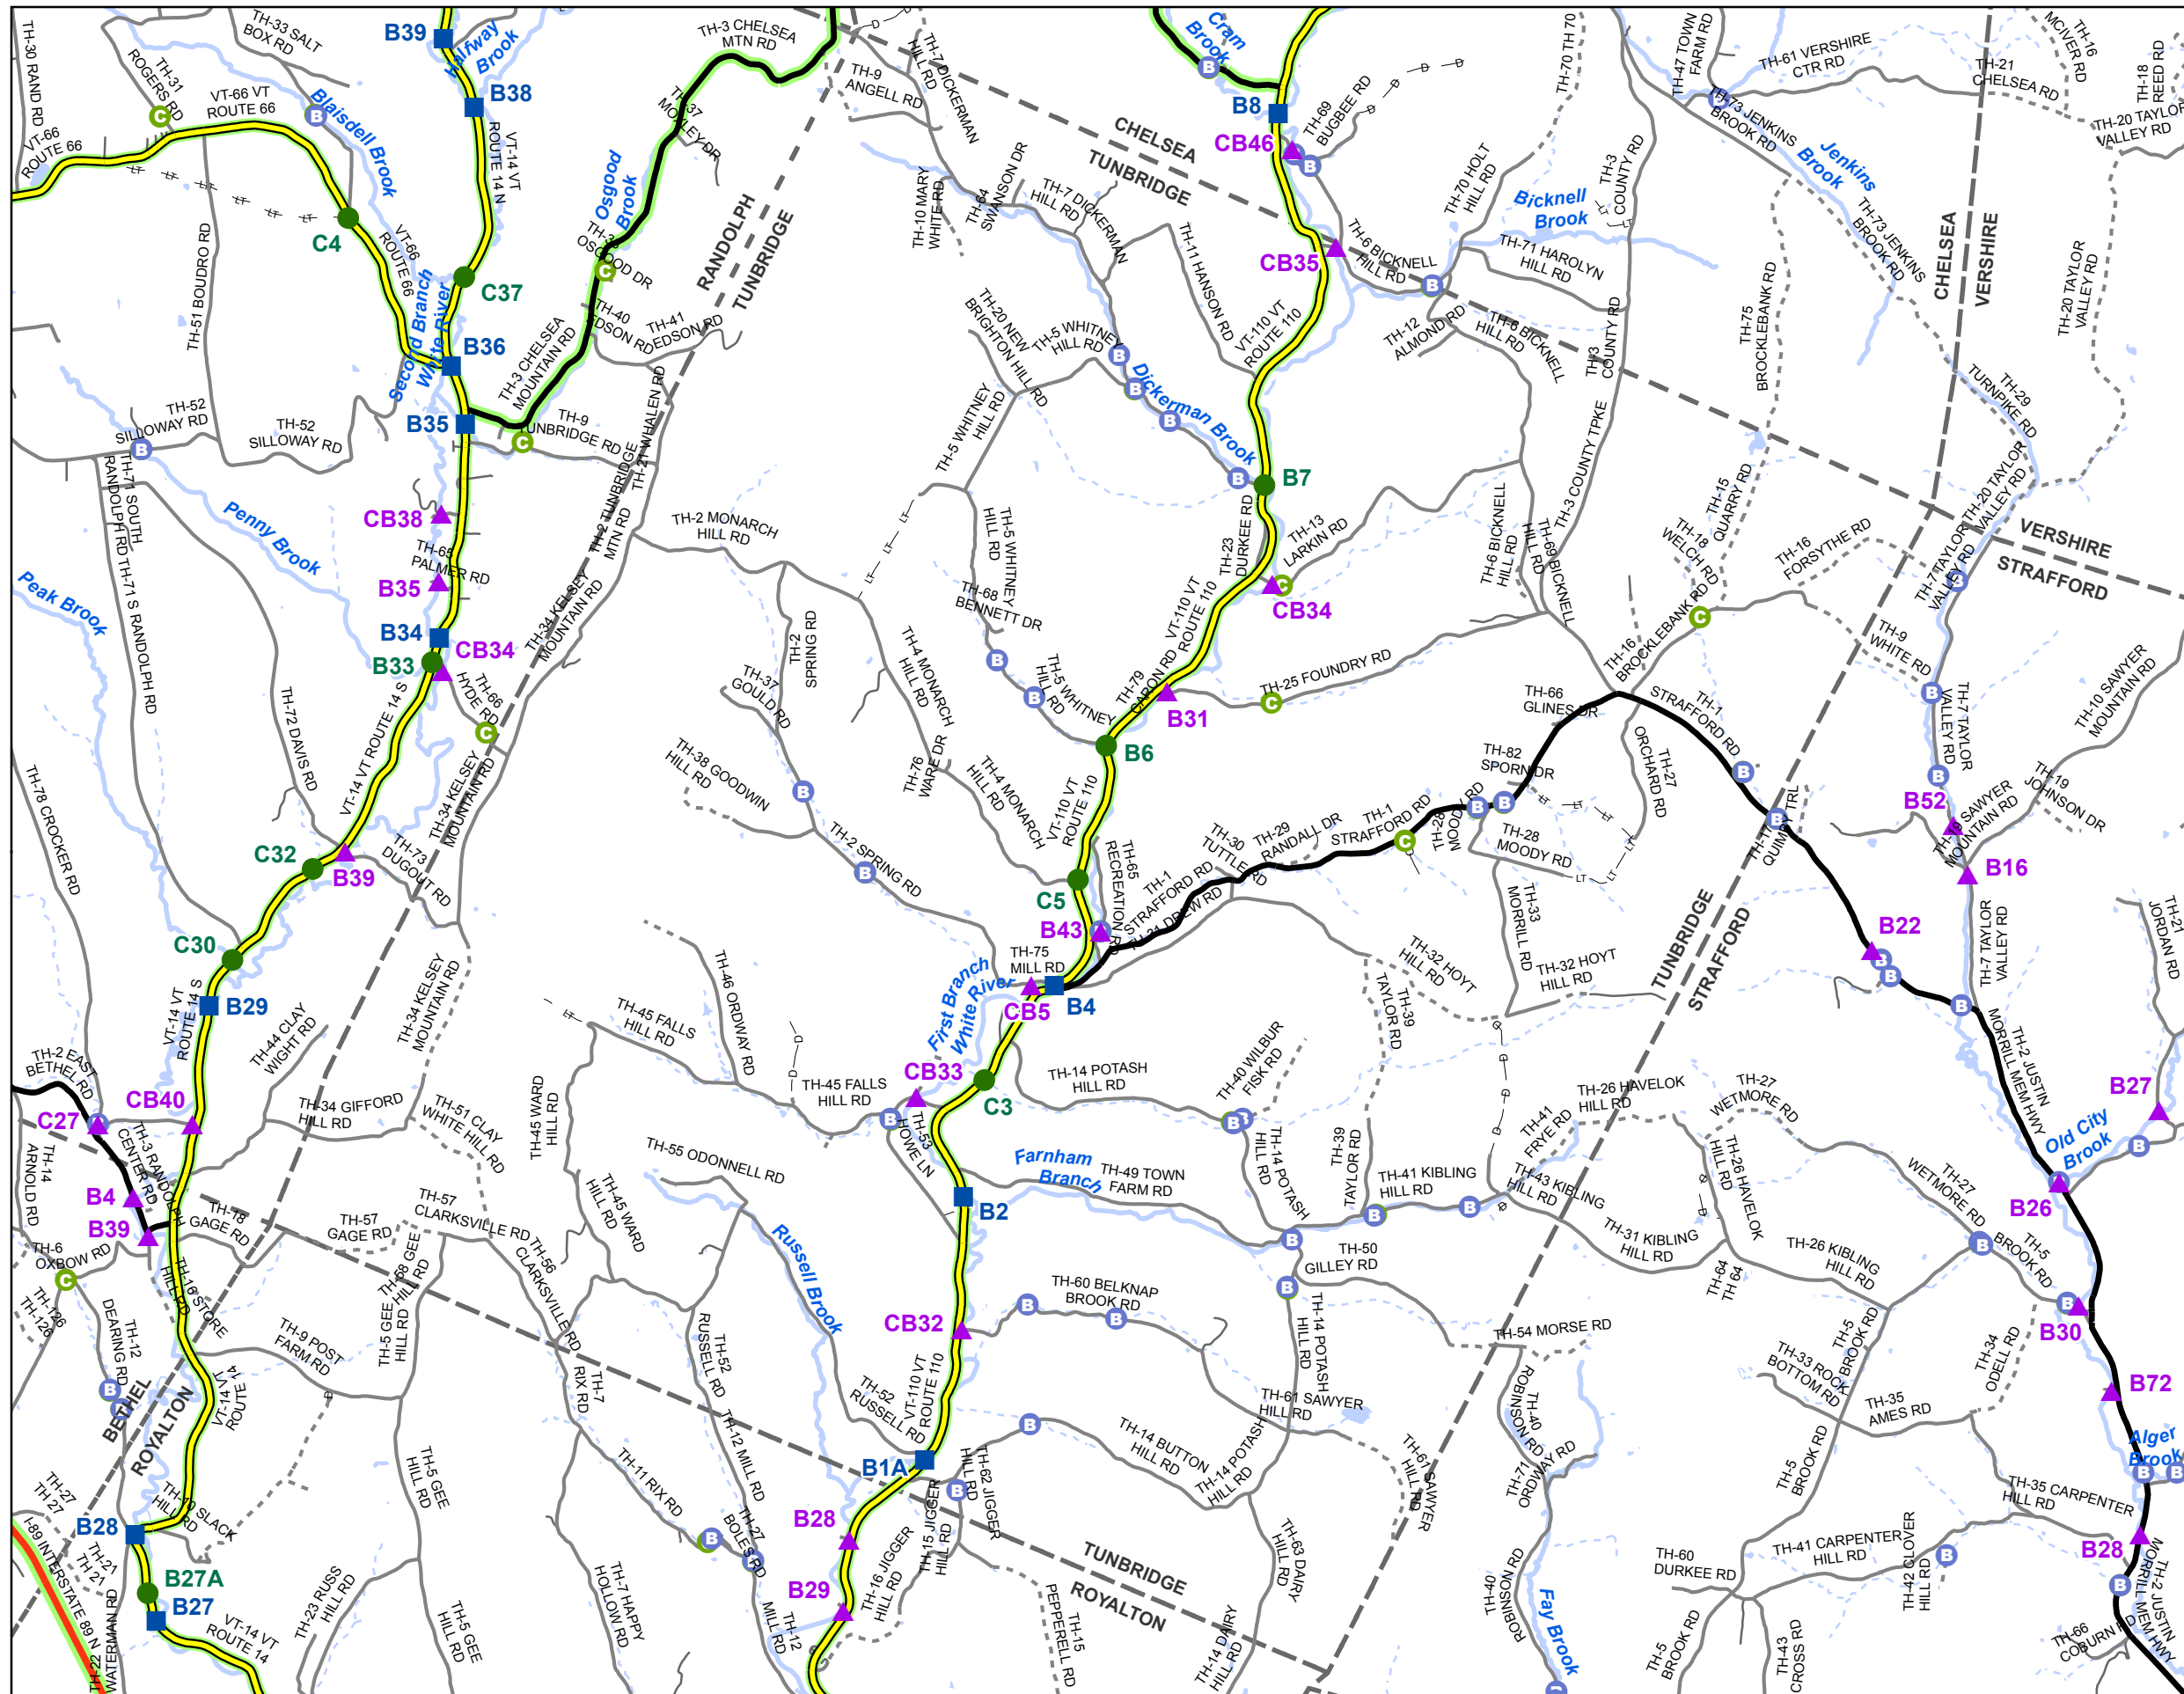 TH-30 RAND RD
TH-33 SALT
BOX RD
TH-31
ROGERS RD
VT-66 VT
ROUTE 66
VT-66
ROUTE 66
Blaisdell Brook
B39
Halfway
Brook
B38
VT-14 VT
ROUTE 14 N
TH-3 CHELSEA
MTN RD
TH-37
MOXLEY DR
TH-9
ANGELL RD
TH-7 DICKERMAN
HILL RD
CHELSEA
TUNBRIDGE
Cram
Brook
B8
CB46
TH-69
BUGBEE RD
TH-70 TH 70
TH-47 TOWN
FARM RD
TH-61 VERSHIRE
CTR RD
TH-21
CHELSEA RD
TH-16
MCIVER RD
TH-18
REED RD
TH-20 TAYLOR
VALLEY RD
TH-73 JENKINS
BROOK RD
Jenkins
Brook
TH-73 JENKINS
BROOK RD
CHELSEA
VERSHIRE
TH-20 TAYLOR
VALLEY RD
C4
VT-66
ROUTE 66
C37
Osgood
Brook
OSGOOD DR
RANDOLPH
TUNBRIDGE
TH-10 MARY
WHITE RD
TH-64
SWANSON DR
TH-7 DICKERMAN
HILL RD
TH-11 HANSON RD
CB35
TH-6 BICKNELL
HILL RD
TH-70 HOLT
HILL RD
Bicknell
Brook
TH-71 HAROLYN
HILL RD
TH-3
COUNTY RD
TH-3
COUNTY RD
TH-75
BROCKLEBANK RD
TH-51 BOUDRO RD
Second Branch
White River
B36
TH-40
EDSON RD
TH-41
EDSON RD
TH-3 CHELSEA
MOUNTAIN RD
TH-20 NEW
BRIGHTON HILL RD
TH-5 WHITNEY
HILL RD
VT-110 VT
ROUTE 110
TH-12
ALMOND RD
TH-6 BICKNELL
HILL RD
TH-29
TURNPIKE RD
Dickerman Brook
TH-52
SILLOWAY RD
TH-52
SILLOWAY RD
B35
TH-9
TUNBRIDGE RD
TH-21 WHALEN RD
TH-5 WHITNEY
HILL RD
B7
TH-3 COUNTY TPKE
TH-15
QUARRY RD
TH-20 TAYLOR
VALLEY RD
TH-71 SOUTH
RANDOLPH RD
Penny Brook
CB38
TH-2 TUNBRIDGE
MTN RD
TH-2 MONARCH
HILL RD
TH-5 WHITNEY
HILL RD
TH-23
DURKEE RD
TH-13
LARKIN RD
TH-6 BICKNELL
HILL RD
TH-69 BICKNELL
HILL RD
TH-18
WELCH RD
TH-16
FORSYTHE RD
TH-7 TAYLOR
VALLEY RD
VERSHIRE
STRAFFORD
TH-65
PALMER RD
B35
Peak Brook
TH-71 S RANDOLPH RD
B34
B33
CB34
TH-34 KELSEY
MOUNTAIN RD
TH-66
HYDE RD
TH-68
BENNETT DR
CB34
VT-110 VT
ROUTE 110
TH-2
SPRING RD
TH-4 MONARCH
HILL RD
TH-5 WHITNEY
HILL RD
TH-79
CARON RD
B31
TH-25 FOUNDRY RD
TH-16
BROCKLEBANK RD
TH-9
WHITE RD
TH-10 SAWYER
MOUNTAIN RD
TH-37
GOULD RD
TH-66
GLINES DR
TH-1
STRAFFORD RD
TH-7 TAYLOR
VALLEY RD
TH-72 DAVIS RD
VT-14 VT ROUTE 14 S
TH-34 KELSEY
MOUNTAIN RD
TH-38 GOODWIN
HILL RD
TH-76
WARE DR
TH-4 MONARCH
HILL RD
B6
VT-110 VT
ROUTE 110
TH-82
SPORN DR
TH-27
ORCHARD RD
TH-78 CROCKER RD
C32
B39
TH-73
DUGOUT RD
TH-2 SPRING RD
C5
TH-65
RECREATION RD
TH-30
TUTTLE RD
TH-29
RANDALL DR
TH-1
STRAFFORD RD
TH-28
MOODY RD
TH-28
MOODY RD
QUIMBY TRL
B52
TH-19 SAWYER
MOUNTAIN RD
TH-19
JOHNSON DR
B16
C30
B43
TH-1
STRAFFORD RD
TH-31 DREW RD
TH-33
MORRILL RD
TUNBRIDGE
STRAFFORD
B22
TH-7 TAYLOR
VALLEY RD
TH-21
JORDAN RD
B29
VT-14 VT
ROUTE 14 S
TH-34 KELSEY
MOUNTAIN RD
TH-46 ORDWAY RD
TH-75
MILL RD
CB5
B4
First Branch
White River
TH-32 HOYT
HILL RD
TH-32 HOYT
HILL RD
TH-39
TAYLOR RD
TH-44 CLAY
WIGHT RD
TH-45 FALLS
HILL RD
TH-2 EAST
BETHEL RD
C27
CB40
TH-34 GIFFORD
HILL RD
TH-51 CLAY
WHITE HILL RD
TH-45 WARD
HILL RD
TH-45 FALLS
HILL RD
CB33
C3
TH-14 POTASH
HILL RD
TH-40 WILBUR
FISK RD
TH-26 HAVELOK
HILL RD
TH-27
WETMORE RD
TH-2 JUSTIN
MORRILL MEM HWY
B27
Old City
Brook
TH-14
ARNOLD RD
TH-3 RANDOLPH
CENTER RD
B4
B39
TH-55 ODONNELL RD
TH-53
HOWE LN
Farnham
Branch
TH-49 TOWN
FARM RD
TH-14 POTASH
HILL RD
TH-39
TAYLOR RD
TH-41 KIBLING
HILL RD
TH-41
FRYE RD
TH-43 KIBLING
HILL RD
TH-26 HAVELOK
HILL RD
TH-27
WETMORE RD
B26
TH-6
OXBOW RD
TH-78
GAGE RD
TH-57
GAGE RD
TH-57
CLARKSVILLE RD
TH-45 WARD
HILL RD
B2
Russell Brook
TH-50
GILLEY RD
TH-31 KIBLING
HILL RD
TH-64
TH 64
TH-26 KIBLING
HILL RD
TH-5
BROOK RD
B30
TH-126
TH-126
TH-12
DEARING RD
TH-16 STORE
HILL RD
TH-58 GEE
HILL RD
TH-5 GEE
HILL RD
TH-56
CLARKSVILLE RD
TH-60 BELKNAP
BROOK RD
CB32
TH-14 POTASH
HILL RD
TH-54 MORSE RD
TH-5
BROOK RD
TH-34
ODELL RD
TH-9 POST
FARM RD
TH-7
RIX RD
TH-52
RUSSELL RD
TH-52
RUSSELL RD
VT-110 VT
ROUTE 110
TH-61 SAWYER
HILL RD
TH-40
ROBINSON RD
TH-33 ROCK
BOTTOM RD
TH-35
AMES RD
B72
BETHEL
ROYALTON
VT-14 VT
ROUTE 14
TH-5 GEE
HILL RD
TH-11 RIX RD
TH-12 MILL RD
B1A
TH-62 JIGGER
HILL RD
TH-14 BUTTON
HILL RD
TH-14 POTASH
HILL RD
TH-61 SAWYER
HILL RD
TH-71
ORDWAY RD
TH-5
BROOK RD
Alger
Brook
TH-27
TH 27
TH-10 SLACK
HILL RD
B28
TH-21
TH-21
I-89 INTERSTATE 89 N
TH-27
BOLES RD
B28
TH-15 JIGGER
HILL RD
TUNBRIDGE
ROYALTON
TH-35 CARPENTER
HILL RD
TH-41 CARPENTER
HILL RD
B28
B27A
B27
TH-22
WATERMAN RD
VT-14 VT
ROUTE 14
TH-23 RUSS
HILL RD
TH-5 GEE
HILL RD
TH-7 HAPPY
HOLLOW RD
TH-12
MILL RD
B29
TH-16 JIGGER
HILL RD
TH-15
PEPPERELL RD
TH-63 DAIRY
HILL RD
TH-14 DAIRY
HILL RD
TH-40
ROBINSON RD
Fay Brook
TH-60
DURKEE RD
TH-42 CLOVER
HILL RD
TH-5
BROOK RD
TH-43
CROSS RD
TH-66
COBURN RD
TH-2 JUSTIN
MORRILL MEM HWY